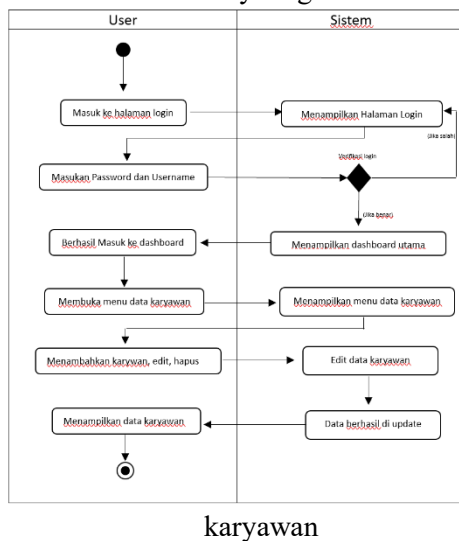 User
Sistem
Masuk ke halaman login
Menampilkan Halaman Login
(Jika salah)
Verifikasi login
Masukan Password dan Username
(Jika benar)
Berhasil Masuk ke dashboard
Menampilkan dashboard utama
Membuka menu data karyawan
Menampilkan menu data karyawan
Menambahkan karywan, edit, hapus
Edit data karyawan
Menampilkan data karyawan
Data berhasil di update
karyawan